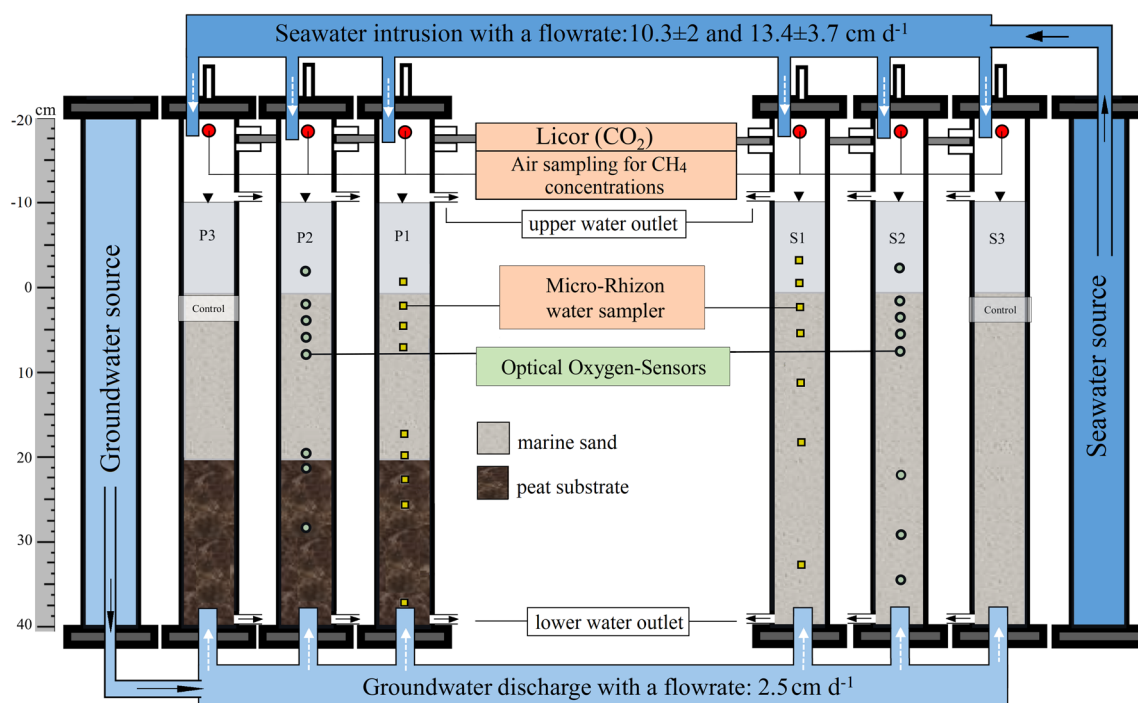 Seawater intrusion with a flowrate:10.3±2 and 13.4±3.7 cm d⁻¹
cm
-20
-10
0
10
20
30
40
Groundwater source
Licor (CO₂)
Air sampling for CH₄
concentrations
upper water outlet
P3
P2
P1
S1
S2
S3
Control
Control
Micro-Rhizon
water sampler
Optical Oxygen-Sensors
marine sand
peat substrate
lower water outlet
Seawater source
Groundwater discharge with a flowrate: 2.5 cm d⁻¹